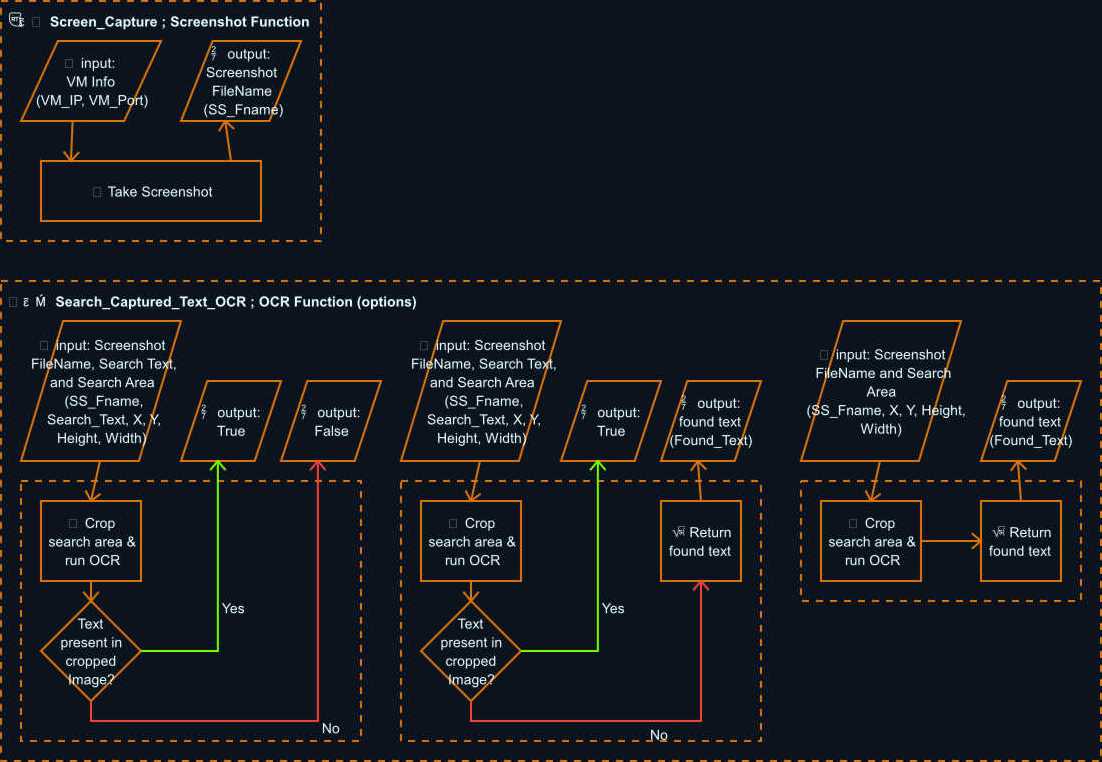 Screen_Capture ; Screenshot Function
input:
VM Info
(VM_IP, VM_Port)
output:
Screenshot
FileName
(SS_Fname)
Take Screenshot
Search_Captured_Text_OCR ; OCR Function (options)
input: Screenshot
FileName, Search Text,
and Search Area
(SS_Fname,
Search_Text, X, Y,
Height, Width)
output:
True
output:
False
Crop
search area &
run OCR
Text
present in
cropped
Image?
Yes
No
input: Screenshot
FileName, Search Text,
and Search Area
(SS_Fname,
Search_Text, X, Y,
Height, Width)
output:
True
output:
found text
(Found_Text)
Crop
search area &
run OCR
Return
found text
Text
present in
cropped
Image?
Yes
No
input: Screenshot
FileName and Search
Area
(SS_Fname, X, Y, Height,
Width)
output:
found text
(Found_Text)
Crop
search area &
run OCR
Return
found text